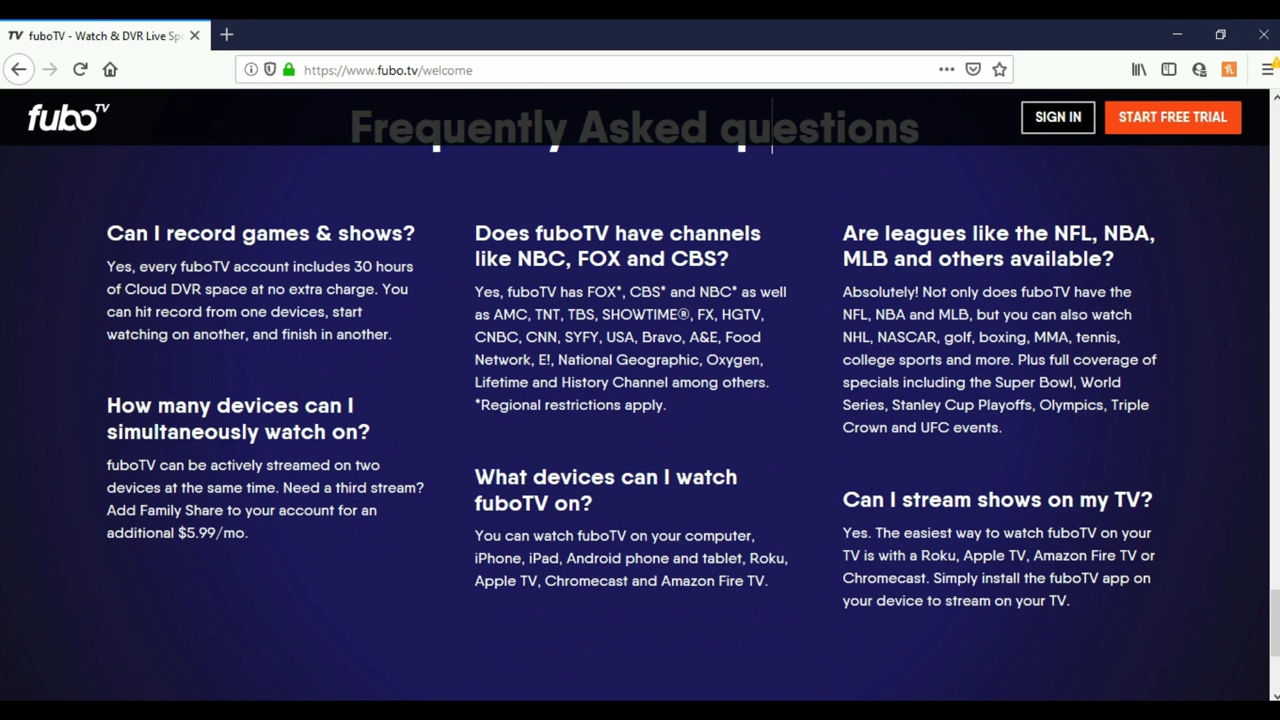 TV fuboTV - Watch & DVR Live Spo
https://www.fubo.tv/welcome
fubo TV
Frequently Asked questions
SIGN IN
START FREE TRIAL
Can I record games & shows?
Yes, every fuboTV account includes 30 hours
of Cloud DVR space at no extra charge. You
can hit record from one devices, start
watching on another, and finish in another.
How many devices can I
simultaneously watch on?
fuboTV can be actively streamed on two
devices at the same time. Need a third stream?
Add Family Share to your account for an
additional $5.99/mo.
Does fuboTV have channels
like NBC, FOX and CBS?
Yes, fuboTV has FOX*, CBS* and NBC* as well
as AMC, TNT, TBS, SHOWTIME®, FX, HGTV,
CNBC, CNN, SYFY, USA, Bravo, A&E, Food
Network, E!, National Geographic, Oxygen,
Lifetime and History Channel among others.
*Regional restrictions apply.
What devices can I watch
fuboTV on?
You can watch fuboTV on your computer,
iPhone, iPad, Android phone and tablet, Roku,
Apple TV, Chromecast and Amazon Fire TV.
Are leagues like the NFL, NBA,
MLB and others available?
Absolutely! Not only does fuboTV have the
NFL, NBA and MLB, but you can also watch
NHL, NASCAR, golf, boxing, MMA, tennis,
college sports and more. Plus full coverage of
specials including the Super Bowl, World
Series, Stanley Cup Playoffs, Olympics, Triple
Crown and UFC events.
Can I stream shows on my TV?
Yes. The easiest way to watch fuboTV on your
TV is with a Roku, Apple TV, Amazon Fire TV or
Chromecast. Simply install the fuboTV app on
your device to stream on your TV.